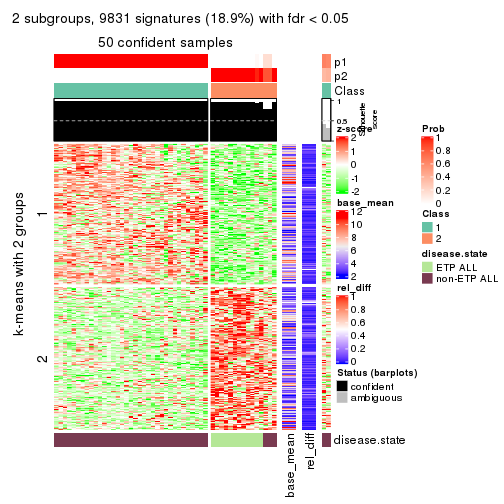 2 subgroups, 9831 signatures (18.9%) with fdr < 0.05
50 confident samples
p1
p2
Class
1
0.5
Silhouette
score
k-means with 2 groups
1
2
base_mean
rel_diff
disease.state
z-score
2
1
0
-1
-2
base_mean
12
10
8
6
4
2
rel_diff
1
0.8
0.6
0.4
0.2
0
Status (barplots)
confident
ambiguous
Prob
1
0.8
0.6
0.4
0.2
0
Class
1
2
disease.state
ETP ALL
non-ETP ALL